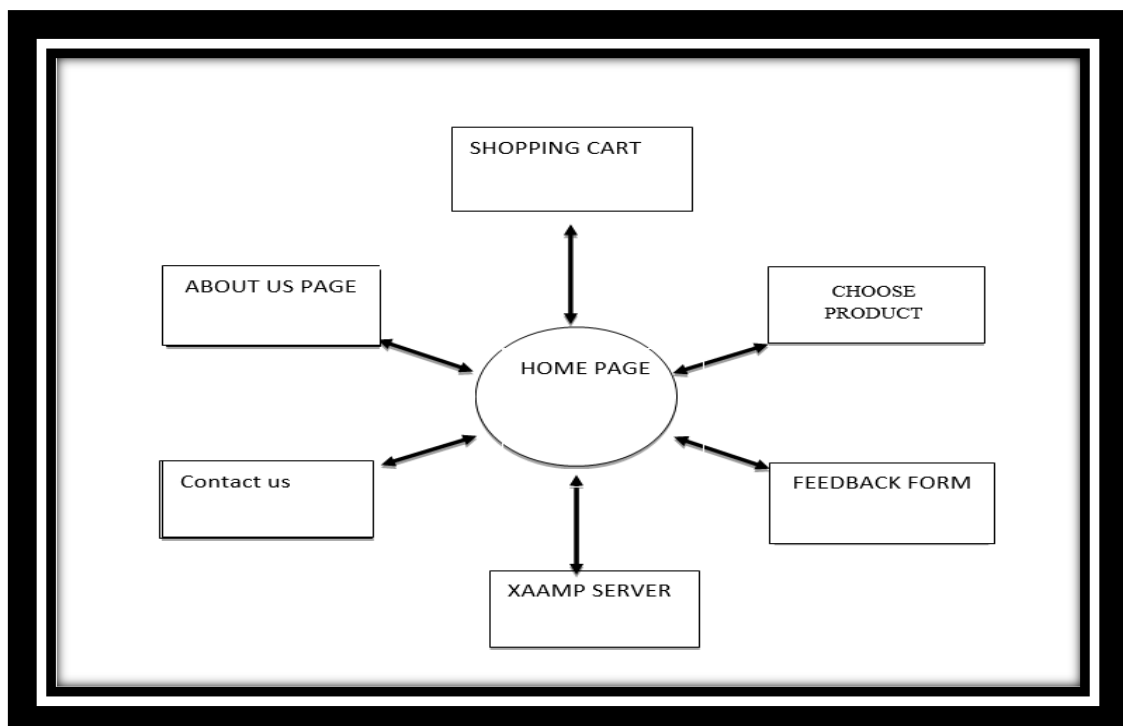 SHOPPING CART
ABOUT US PAGE
CHOOSE
PRODUCT
HOME PAGE
Contact us
FEEDBACK FORM
XAAMP SERVER